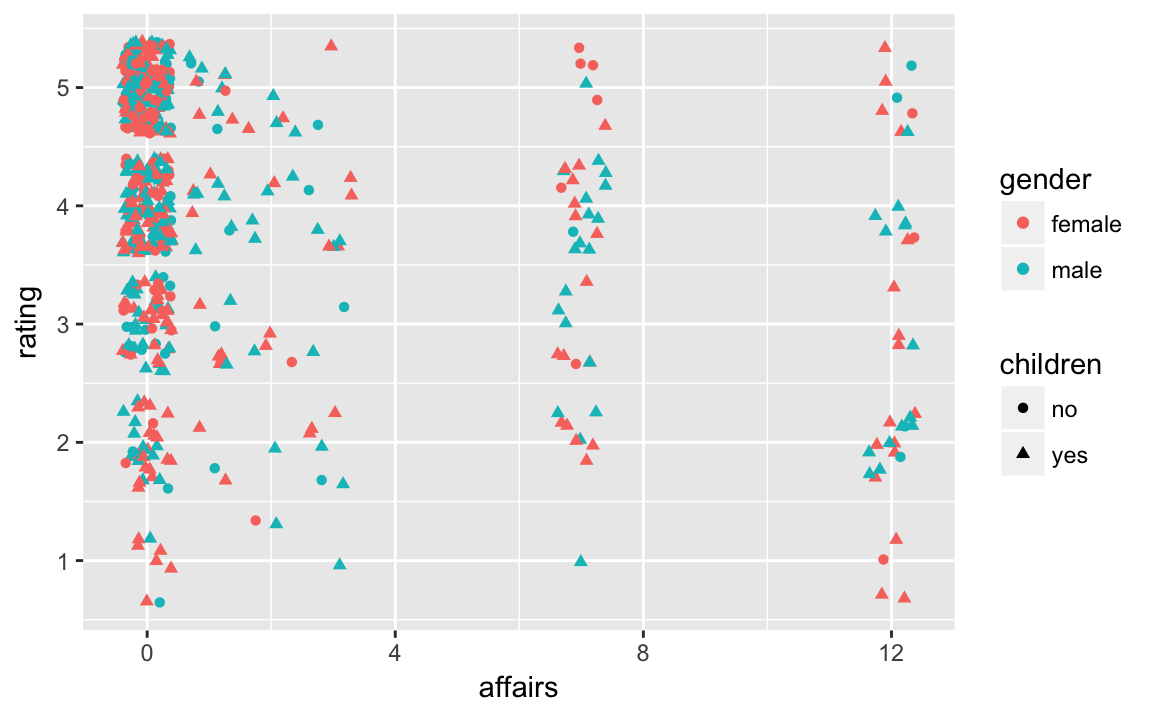 5
4
3
2
1
rating
0 4 8 12
affairs
gender
female
male
children
no
yes